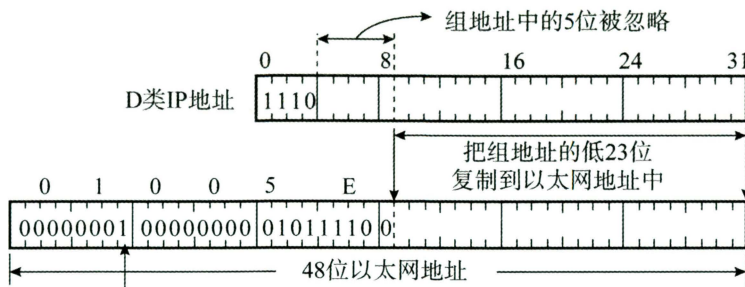 组地址中的5位被忽略
0 8 16 24 31
D类IP地址 1110
把组地址的低23位
复制到以太网地址中
0 1 0 0 5 E
00000001 00000000 01011110 0
48位以太网地址